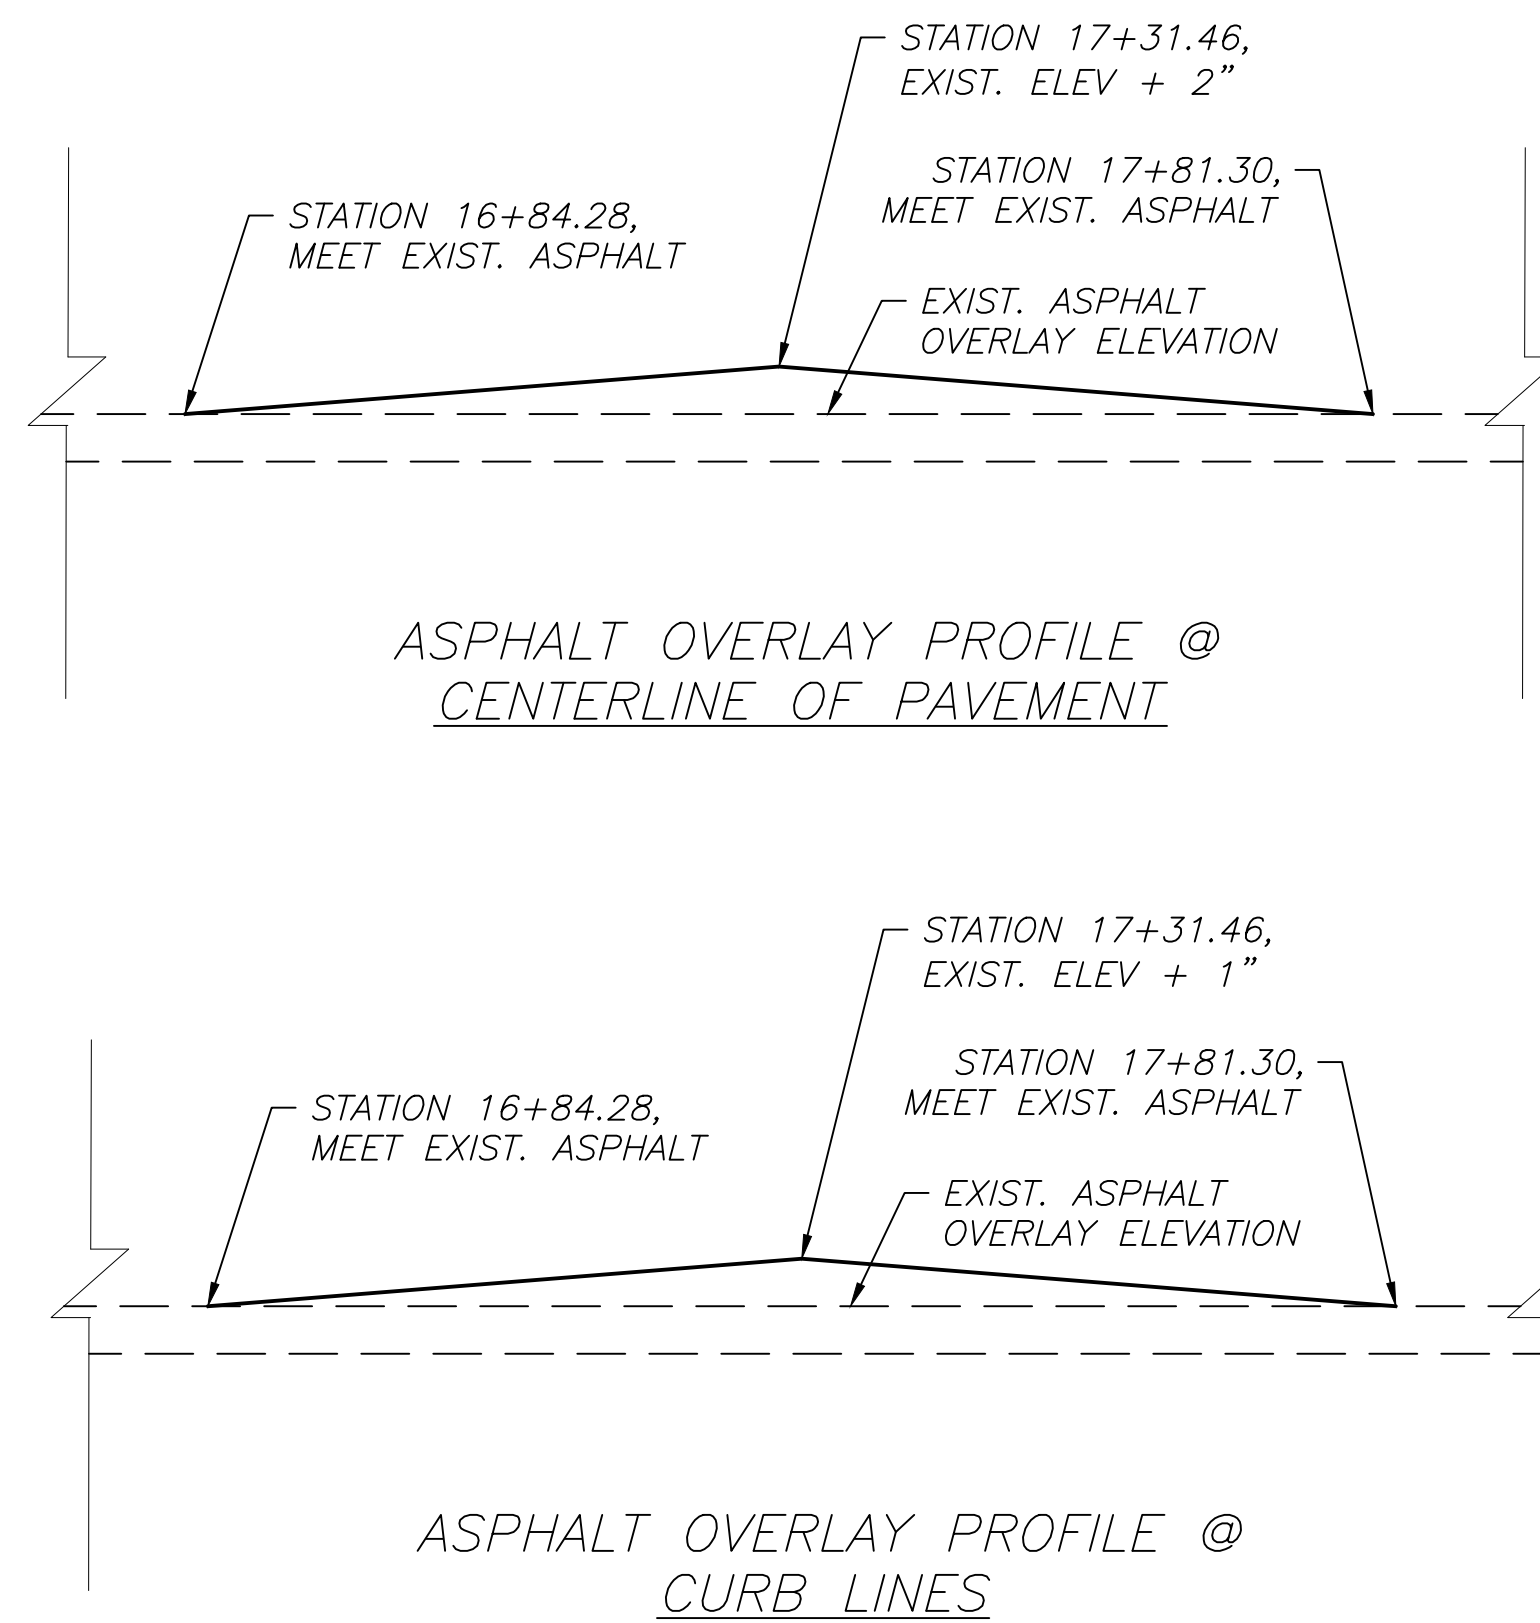 STATION 17+31.46,
EXIST. ELEV + 2”
STATION 17+81.30,
MEET EXIST. ASPHALT
STATION 16+84.28,
MEET EXIST. ASPHALT
EXIST. ASPHALT
OVERLAY ELEVATION
ASPHALT OVERLAY PROFILE @
CENTERLINE OF PAVEMENT
STATION 17+31.46,
EXIST. ELEV + 1”
STATION 17+81.30,
MEET EXIST. ASPHALT
STATION 16+84.28,
MEET EXIST. ASPHALT
EXIST. ASPHALT
OVERLAY ELEVATION
ASPHALT OVERLAY PROFILE @
CURB LINES